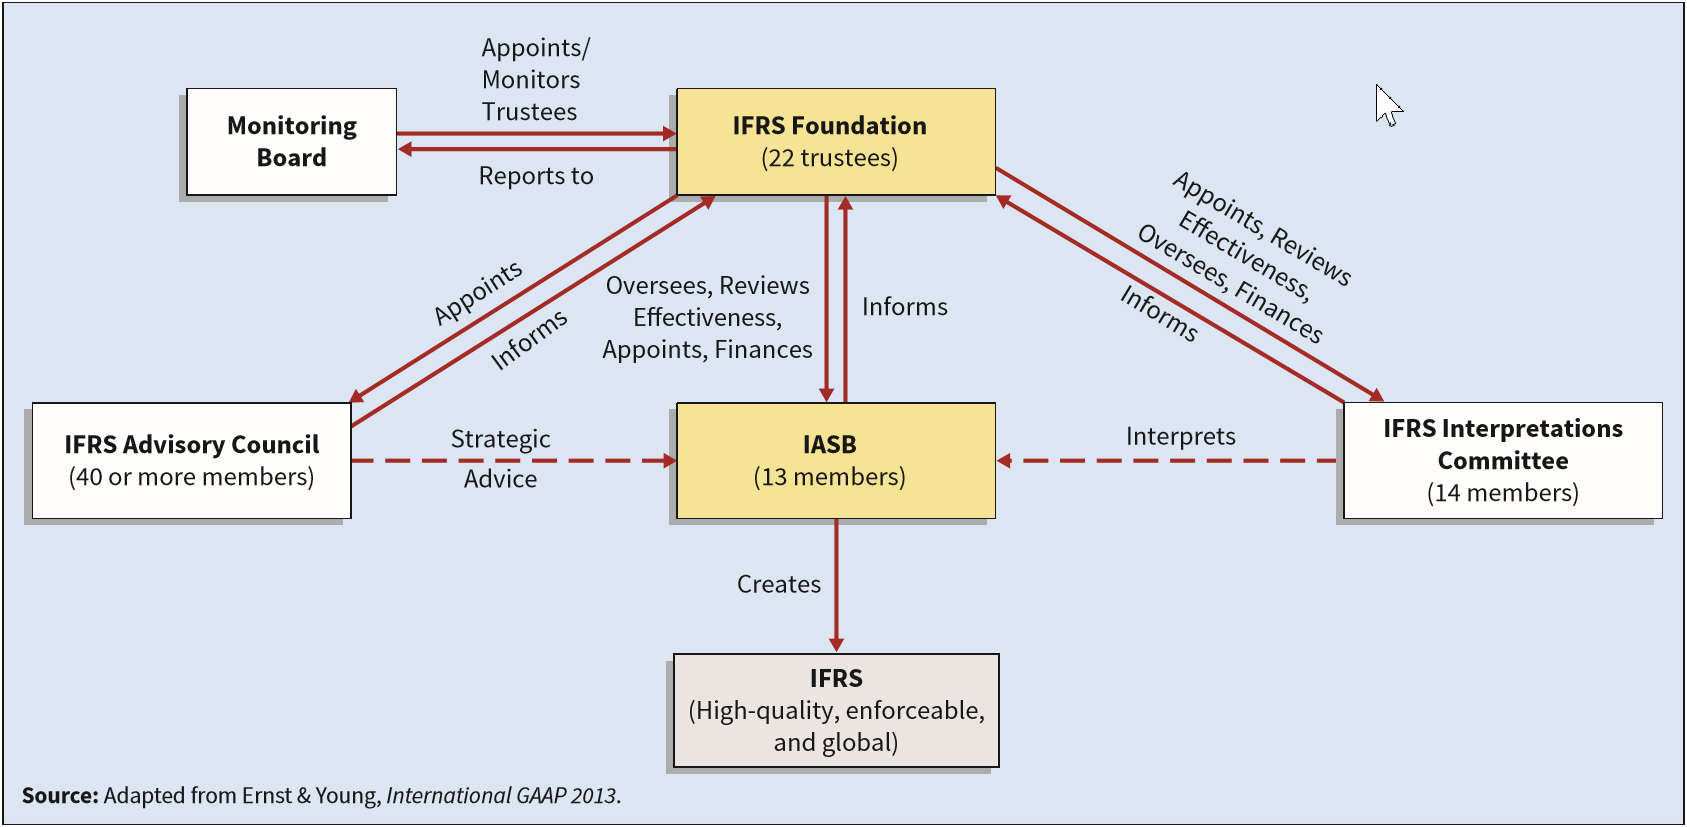 Appoints/
Monitors
Trustees
Monitoring
Board
IFRS Foundation
(22 trustees)
Reports to
Appoints, Reviews
Effectiveness,
Oversees, Finances
Informs
Appoints
Informs
Oversees, Reviews
Effectiveness,
Appoints, Finances
Informs
IFRS Advisory Council
(40 or more members)
Strategic
Advice
IASB
(13 members)
Interprets
IFRS Interpretations
Committee
(14 members)
Creates
IFRS
(High-quality, enforceable,
and global)
Source: Adapted from Ernst & Young, International GAAP 2013.